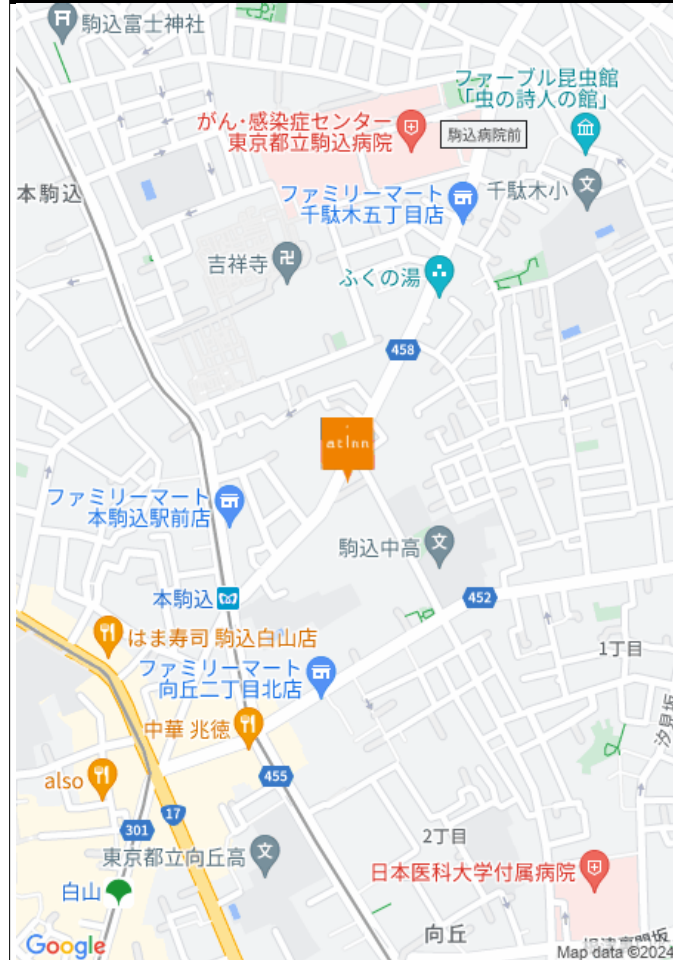 駒込富士神社
ファーブル昆虫館
「虫の詩人の館」
がん・感染症センター
東京都立駒込病院
駒込病院前
本駒込
ファミリーマート
千駄木五丁目店
千駄木小
吉祥寺
ふくの湯
458
at inn
ファミリーマート
本駒込駅前店
駒込中高
本駒込
452
はま寿司 駒込白山店
1丁目
ファミリーマート
向丘二丁目北店
汐見坂
中華 兆徳
455
also
17
301
2丁目
東京都立向丘高
日本医科大学付属病院
白山
向丘
Google
Map data ©2024